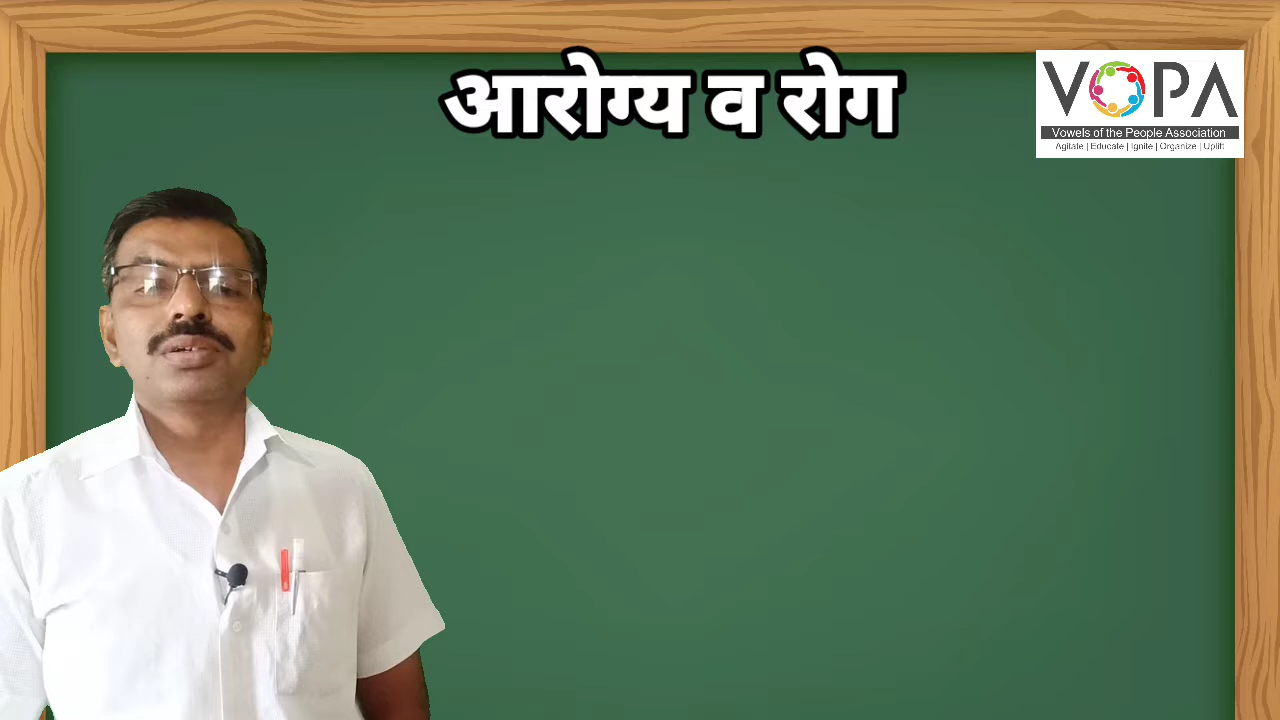 आरोग्य व रोग
VOPA
Vowels of the People Association
Agitate | Educate | Ignite | Organize | Uplift